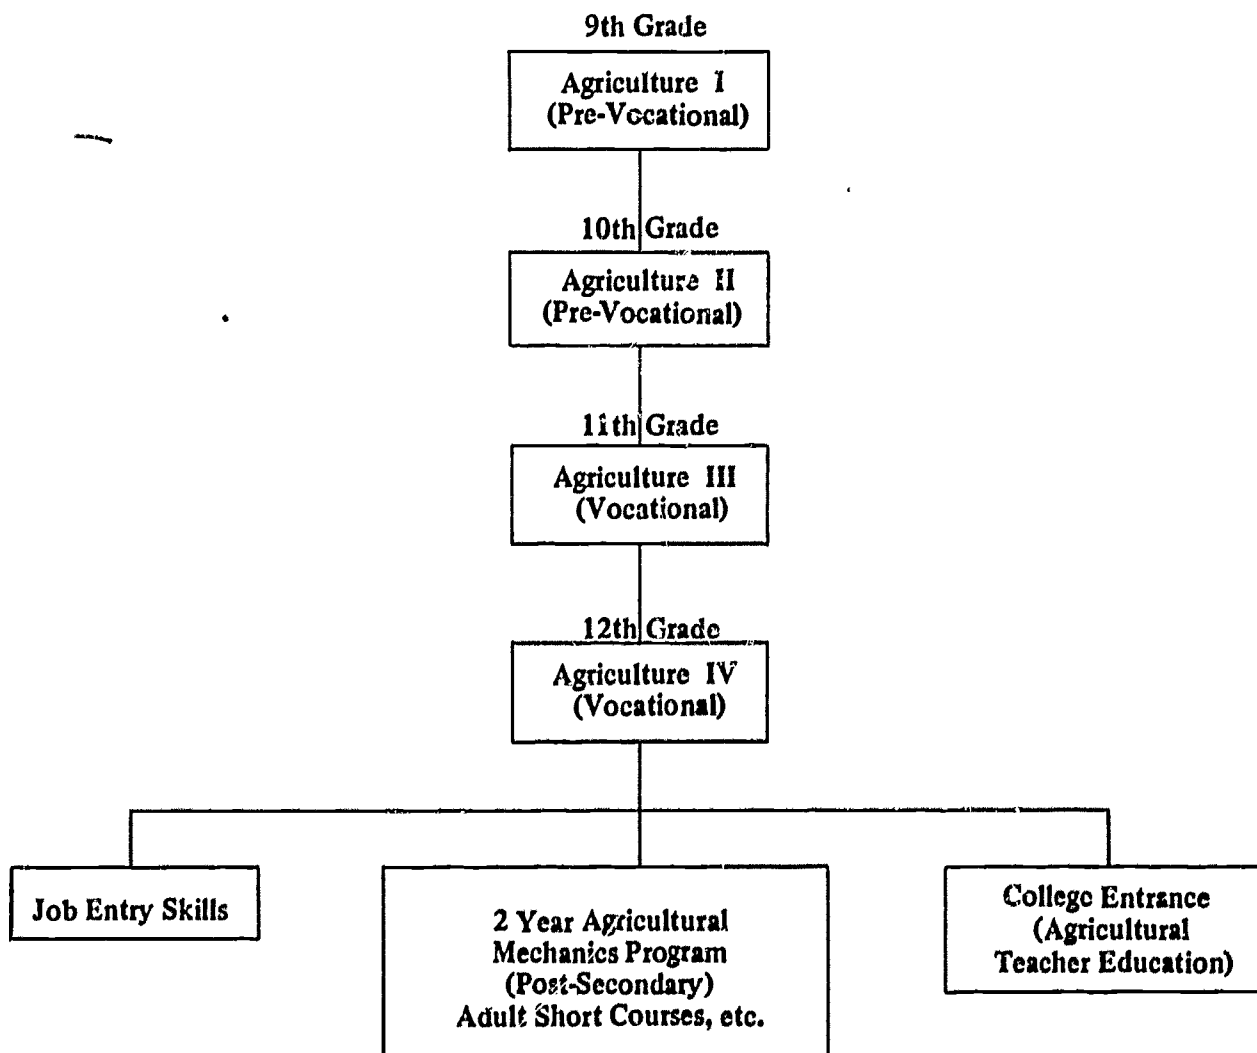 9th Grade
Agriculture I
(Pre-Vocational)
10th Grade
Agriculture II
(Pre-Vocational)
11th Grade
Agriculture III
(Vocational)
12th Grade
Agriculture IV
(Vocational)
Job Entry Skills
2 Year Agricultural
Mechanics Program
(Post-Secondary)
Adult Short Courses, etc.
College Entrance
(Agricultural
Teacher Education)